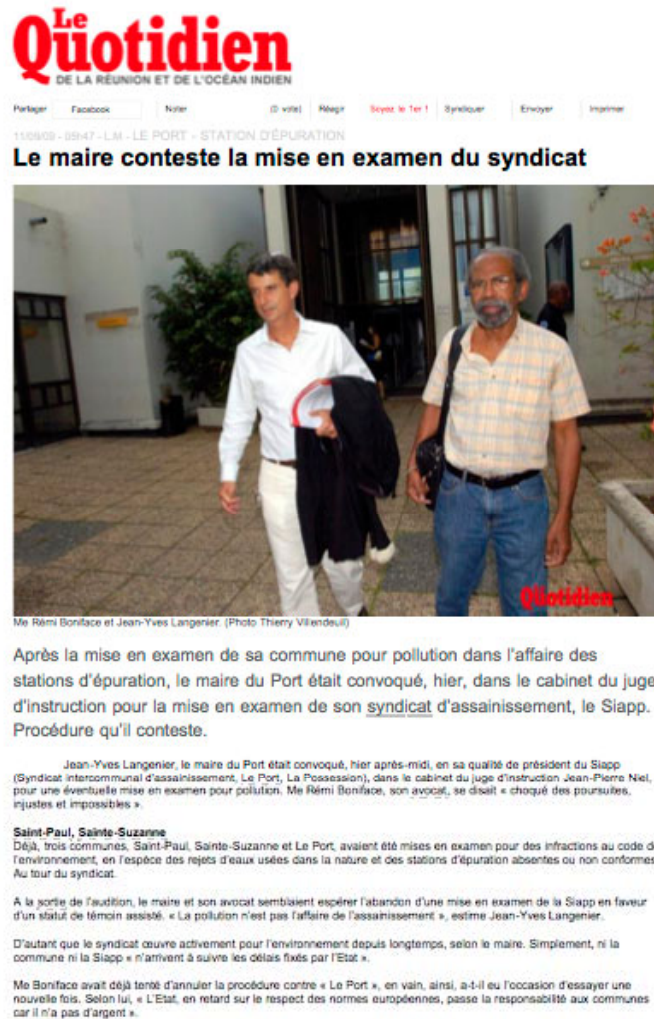 Le
Quotidien
DE LA RÉUNION ET DE L'OCÉAN INDIEN
Partager Facebook Noter (0 vote) Réagir Soyez le 1er ! Syndiquer Envoyer Imprimer
11/09/09 - 09h47 - L.M - LE PORT - STATION D'ÉPURATION
Le maire conteste la mise en examen du syndicat
Quotidien
Me Rémi Boniface et Jean-Yves Langenier. (Photo Thierry Villendeuil)
Après la mise en examen de sa commune pour pollution dans l'affaire des
stations d'épuration, le maire du Port était convoqué, hier, dans le cabinet du juge
d'instruction pour la mise en examen de son syndicat d'assainissement, le Siapp.
Procédure qu'il conteste.
Jean-Yves Langenier, le maire du Port était convoqué, hier après-midi, en sa qualité de président du Siapp
(Syndicat intercommunal d'assainissement, Le Port, La Possession), dans le cabinet du juge d'instruction Jean-Pierre Niel,
pour une éventuelle mise en examen pour pollution. Me Rémi Boniface, son avocat, se disait « choqué des poursuites,
injustes et impossibles ».
Saint-Paul, Sainte-Suzanne
Déjà, trois communes, Saint-Paul, Sainte-Suzanne et Le Port, avaient été mises en examen pour des infractions au code de
l'environnement, en l'espèce des rejets d'eaux usées dans la nature et des stations d'épuration absentes ou non conformes.
Au tour du syndicat.
A la sortie de l'audition, le maire et son avocat semblaient espérer l'abandon d'une mise en examen de la Siapp en faveur
d'un statut de témoin assisté. « La pollution n'est pas l'affaire de l'assainissement », estime Jean-Yves Langenier.
D'autant que le syndicat œuvre activement pour l'environnement depuis longtemps, selon le maire. Simplement, ni la
commune ni la Siapp « n'arrivent à suivre les délais fixés par l'Etat ».
Me Boniface avait déjà tenté d'annuler la procédure contre « Le Port », en vain, ainsi, a-t-il eu l'occasion d'essayer une
nouvelle fois. Selon lui, « L'Etat, en retard sur le respect des normes européennes, passe la responsabilité aux communes
car il n'a pas d'argent ».